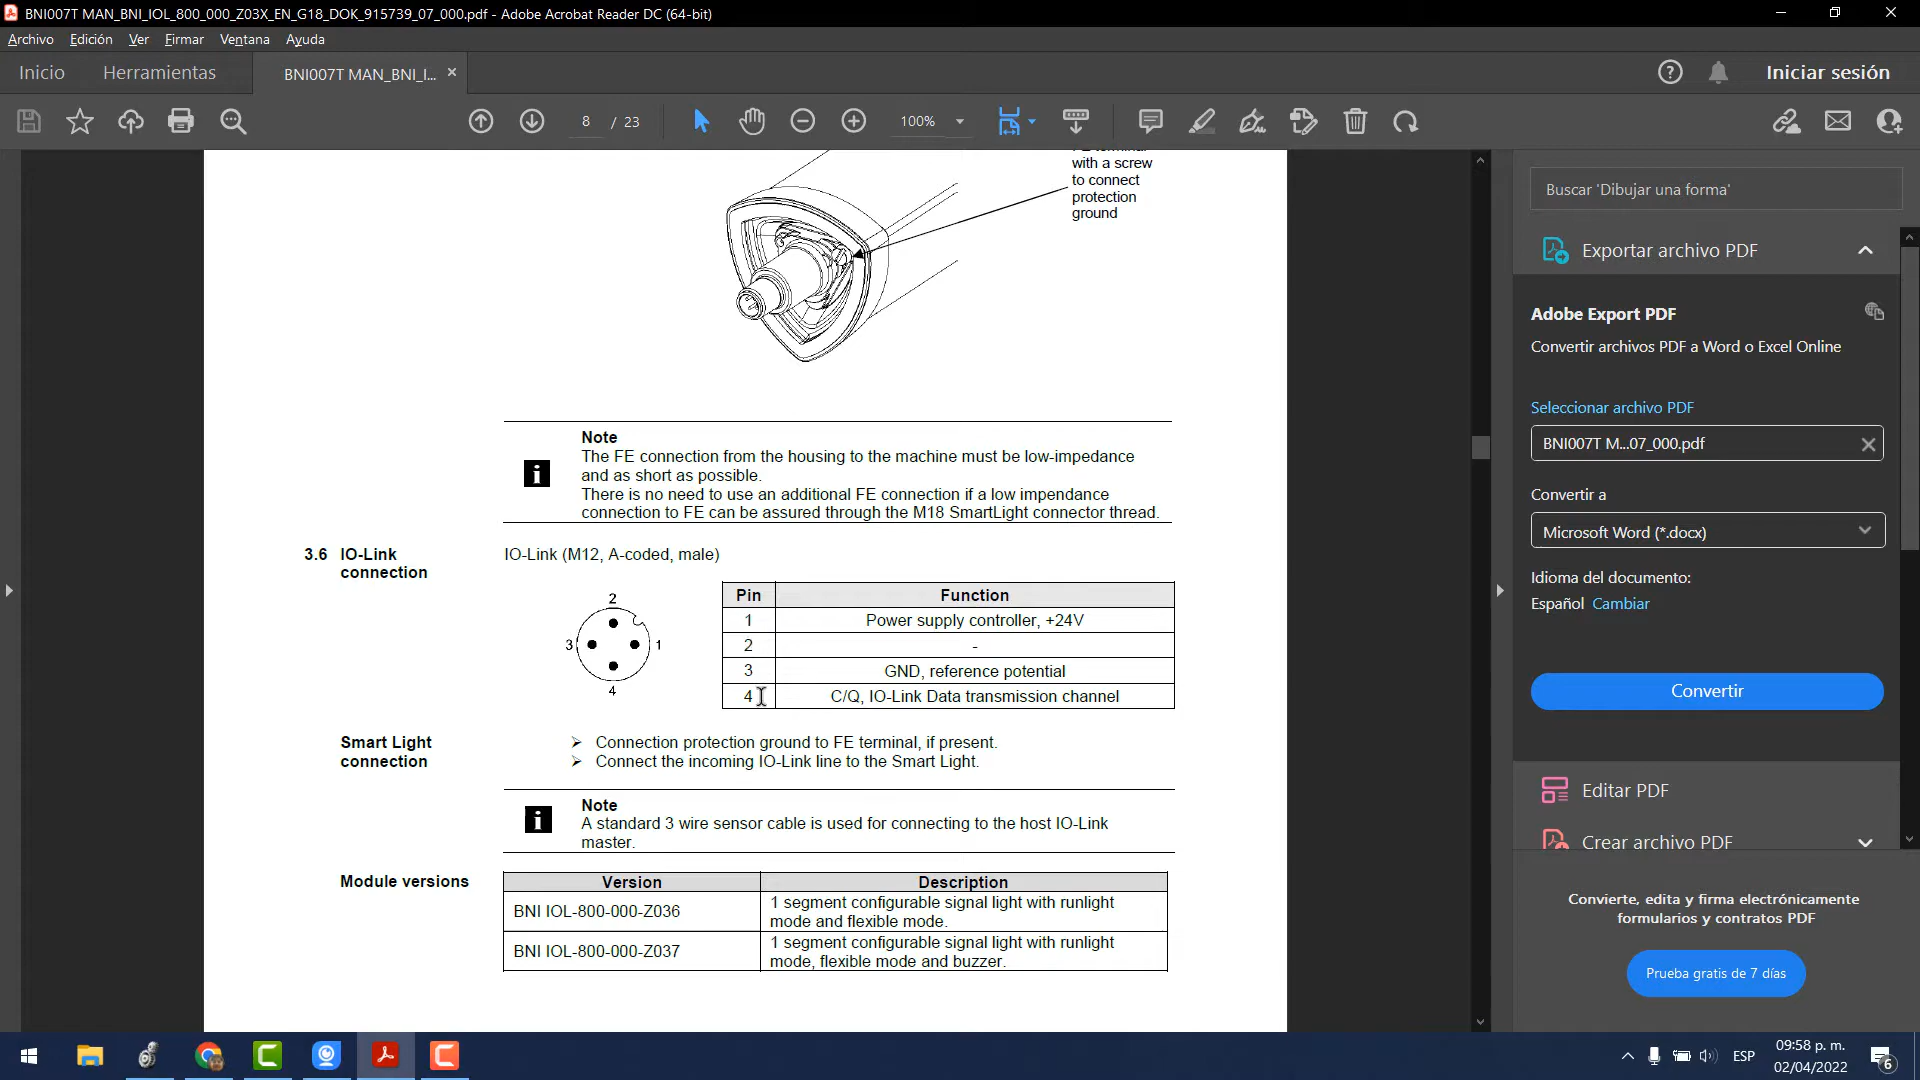 BNI007T MAN_BNI_IOL_800_000_Z03X_EN_G18_DOK_915739_07_000.pdf - Adobe Acrobat Reader DC (64-bit)
Archivo Edición Ver Firmar Ventana Ayuda
Inicio Herramientas BNI007T MAN_BNI_I... Iniciar sesión
8 / 23 100%
with a screw
to connect
protection
ground
Note
The FE connection from the housing to the machine must be low-impedance
and as short as possible.
There is no need to use an additional FE connection if a low impendance
connection to FE can be assured through the M18 SmartLight connector thread.
3.6 IO-Link
connection
IO-Link (M12, A-coded, male)
2
3
1
4
Pin Function
1 Power supply controller, +24V
2 -
3 GND, reference potential
4 C/Q, IO-Link Data transmission channel
Smart Light
connection
➢ Connection protection ground to FE terminal, if present.
➢ Connect the incoming IO-Link line to the Smart Light.
Note
A standard 3 wire sensor cable is used for connecting to the host IO-Link
master.
Module versions
Version Description
BNI IOL-800-000-Z036 1 segment configurable signal light with runlight
mode and flexible mode.
BNI IOL-800-000-Z037 1 segment configurable signal light with runlight
mode, flexible mode and buzzer.
Buscar 'Dibujar una forma'
Exportar archivo PDF
Adobe Export PDF
Convertir archivos PDF a Word o Excel Online
Seleccionar archivo PDF
BNI007T M...07_000.pdf
Convertir a
Microsoft Word (*.docx)
Idioma del documento:
Español Cambiar
Convertir
Editar PDF
Crear archivo PDF
Convierte, edita y firma electrónicamente
formularios y contratos PDF
Prueba gratis de 7 días
ESP
09:58 p. m.
02/04/2022
6